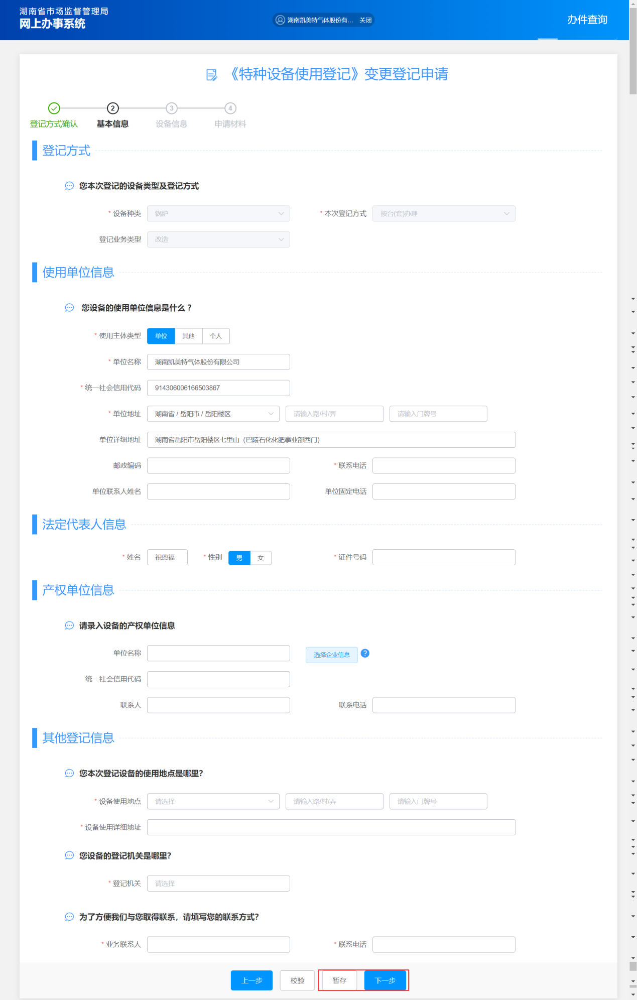 湖南省市场监督管理局
网上办事系统
湖南凯美特气体股份有... 关闭
办件查询
《特种设备使用登记》变更登记申请
2 3 4
登记方式确认 基本信息 设备信息 申请材料
登记方式
您本次登记的设备类型及登记方式
* 设备种类 锅炉 * 本次登记方式 按台(套)办理
登记业务类型 改造
使用单位信息
您设备的使用单位信息是什么？
* 使用主体类型 单位 其他 个人
* 单位名称 湖南凯美特气体股份有限公司
* 统一社会信用代码 914306006166503867
* 单位地址 湖南省 / 岳阳市 / 岳阳楼区 请输入路/村/弄 请输入门牌号
单位详细地址 湖南省岳阳市岳阳楼区七里山（巴陵石化化肥事业部西门）
邮政编码 * 联系电话
单位联系人姓名 单位固定电话
法定代表人信息
* 姓名 祝恩福 * 性别 男 女 * 证件号码
产权单位信息
请录入设备的产权单位信息
单位名称 选择企业信息 ?
统一社会信用代码
联系人 联系电话
其他登记信息
您本次登记设备的使用地点是哪里?
* 设备使用地点 请选择 请输入路/村/弄 请输入门牌号
* 设备使用详细地址
您设备的登记机关是哪里?
* 登记机关 请选择
为了方便我们与您取得联系，请填写您的联系方式?
* 业务联系人 * 联系电话
上一步 校验 暂存 下一步